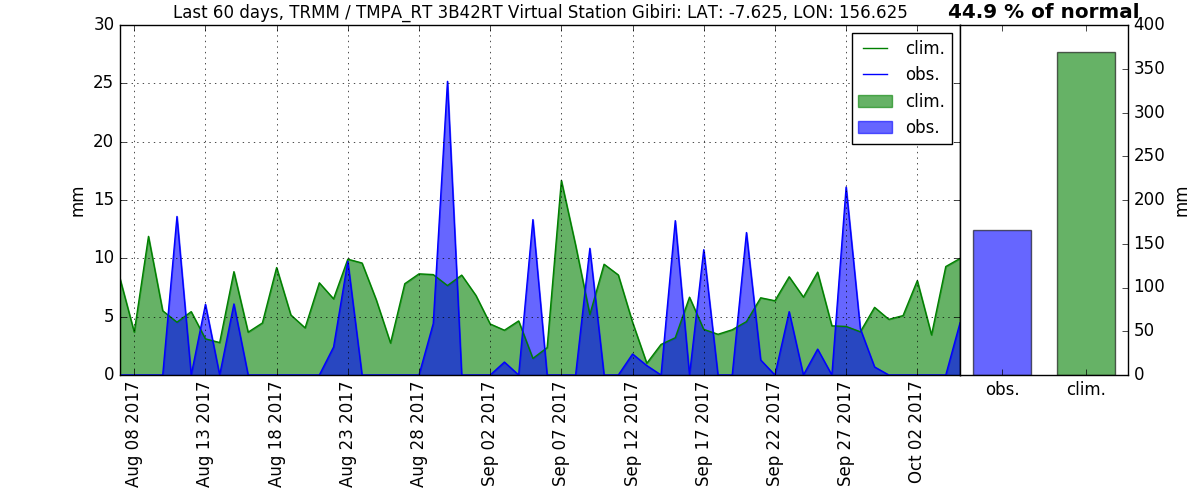 Last 60 days, TRMM / TMPA_RT 3B42RT Virtual Station Gibiri: LAT: -7.625, LON: 156.625
44.9 % of normal
30
25
20
15
10
5
0
mm
clim.
obs.
clim.
obs.
400
350
300
250
200
150
100
50
0
mm
Aug 08 2017
Aug 13 2017
Aug 18 2017
Aug 23 2017
Aug 28 2017
Sep 02 2017
Sep 07 2017
Sep 12 2017
Sep 17 2017
Sep 22 2017
Sep 27 2017
Oct 02 2017
obs.
clim.